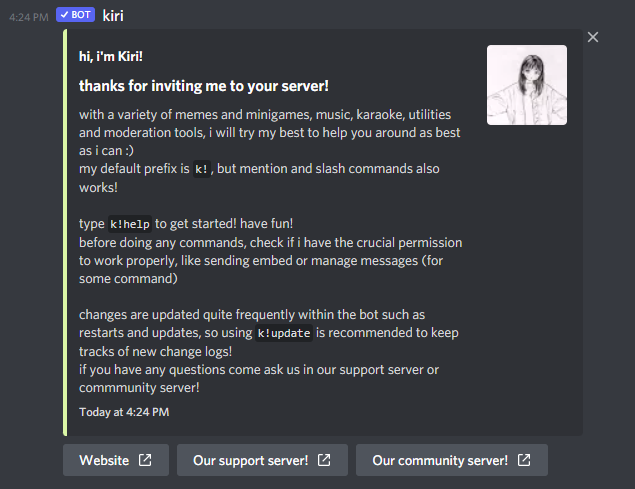 4:24 PM ✓ BOT kiri
hi, i'm Kiri!
thanks for inviting me to your server!
with a variety of memes and minigames, music, karaoke, utilities
and moderation tools, i will try my best to help you around as best
as i can :)
my default prefix is k!, but mention and slash commands also
works!
type k!help to get started! have fun!
before doing any commands, check if i have the crucial permission
to work properly, like sending embed or manage messages (for
some command)
changes are updated quite frequently within the bot such as
restarts and updates, so using k!update is recommended to keep
tracks of new change logs!
if you have any questions come ask us in our support server or
commmunity server!
Today at 4:24 PM
Website Our support server! Our community server!